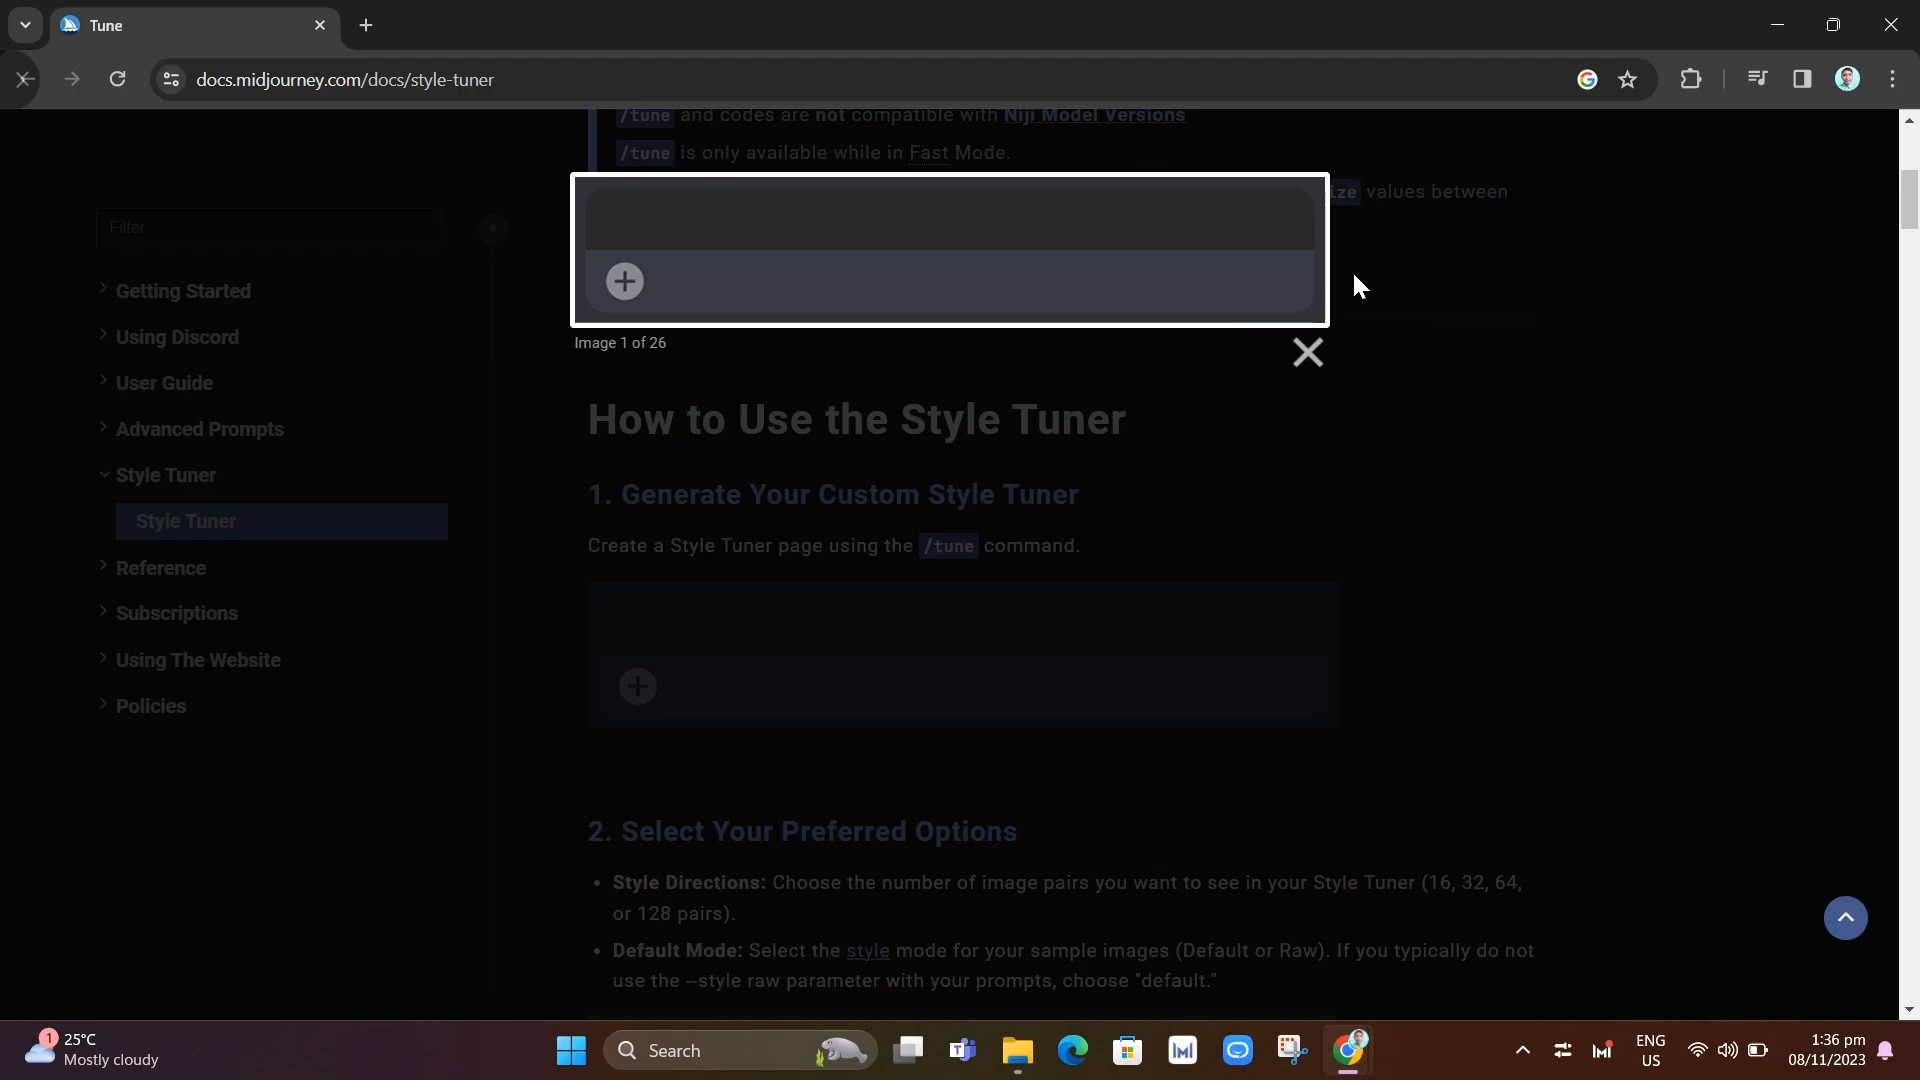 Tune
docs.midjourney.com/docs/style-tuner
/tune and codes are not compatible with Niji Model Versions
/tune is only available while in Fast Mode.
ize values between
Filter
Getting Started
Using Discord
User Guide
Advanced Prompts
Style Tuner
Style Tuner
Reference
Subscriptions
Using The Website
Policies
Image 1 of 26
How to Use the Style Tuner
1. Generate Your Custom Style Tuner
Create a Style Tuner page using the /tune command.
2. Select Your Preferred Options
• Style Directions: Choose the number of image pairs you want to see in your Style Tuner (16, 32, 64,
or 128 pairs).
• Default Mode: Select the style mode for your sample images (Default or Raw). If you typically do not
use the --style raw parameter with your prompts, choose "default."
1
25°C
Mostly cloudy
Search
ENG
US
1:36 pm
08/11/2023